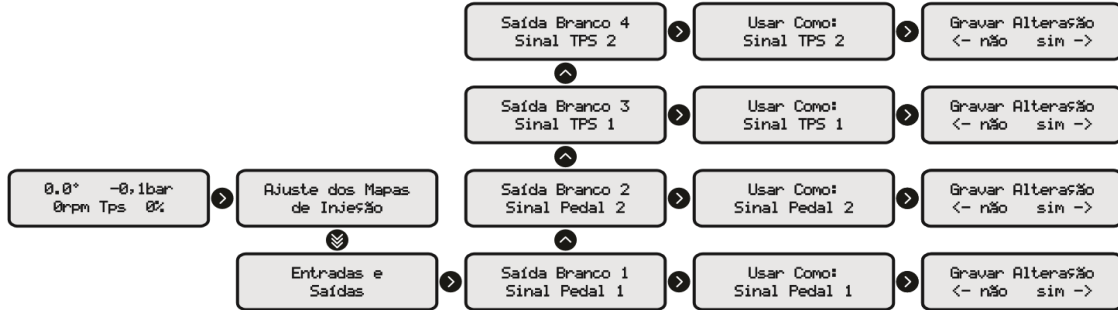 Saída Branco 4
Sinal TPS 2
Usar Como:
Sinal TPS 2
Gravar Alteração
<- não sim ->
Saída Branco 3
Sinal TPS 1
Usar Como:
Sinal TPS 1
Gravar Alteração
<- não sim ->
0.0° -0,1bar
0rpm Tps 0%
Ajuste dos Mapas
de Injeção
Saída Branco 2
Sinal Pedal 2
Usar Como:
Sinal Pedal 2
Gravar Alteração
<- não sim ->
Entradas e
Saídas
Saída Branco 1
Sinal Pedal 1
Usar Como:
Sinal Pedal 1
Gravar Alteração
<- não sim ->